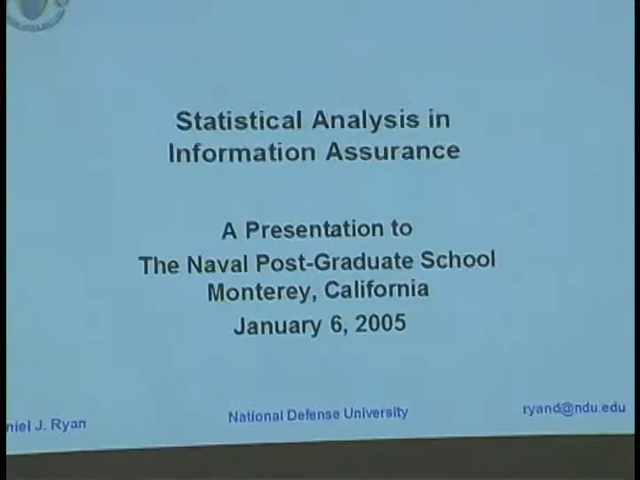 Statistical Analysis in
Information Assurance
A Presentation to
The Naval Post-Graduate School
Monterey, California
January 6, 2005
niel J. Ryan
National Defense University
ryand@ndu.edu